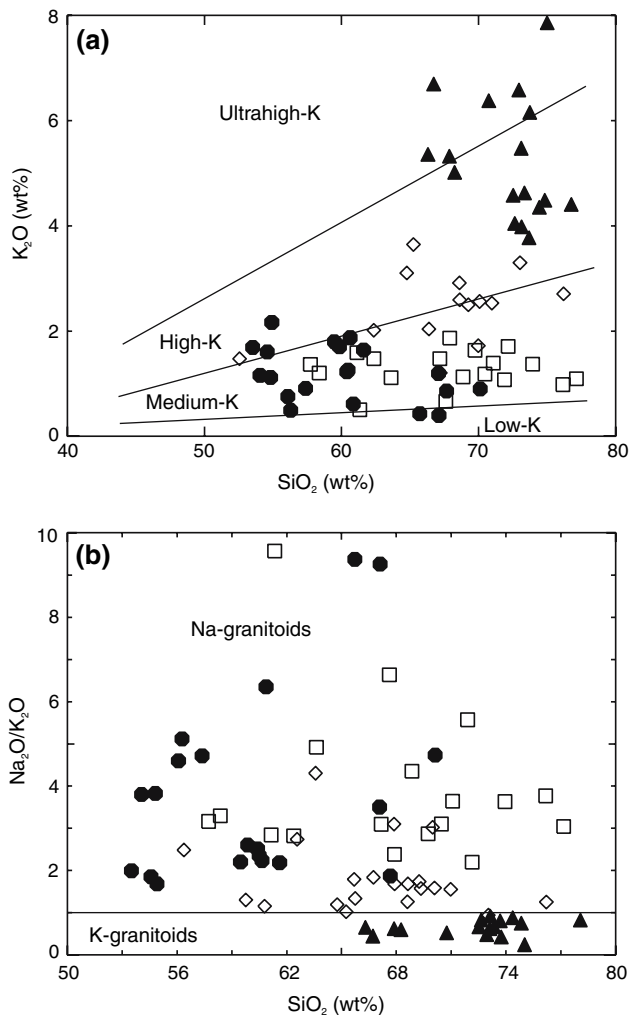 (a)
8
6
4
2
0
K₂O (wt%)
Ultrahigh-K
High-K
Medium-K
Low-K
40 50 60 70 80
SiO₂ (wt%)
(b)
10
8
6
4
2
0
Na₂O/K₂O
Na-granitoids
K-granitoids
50 56 62 68 74 80
SiO₂ (wt%)